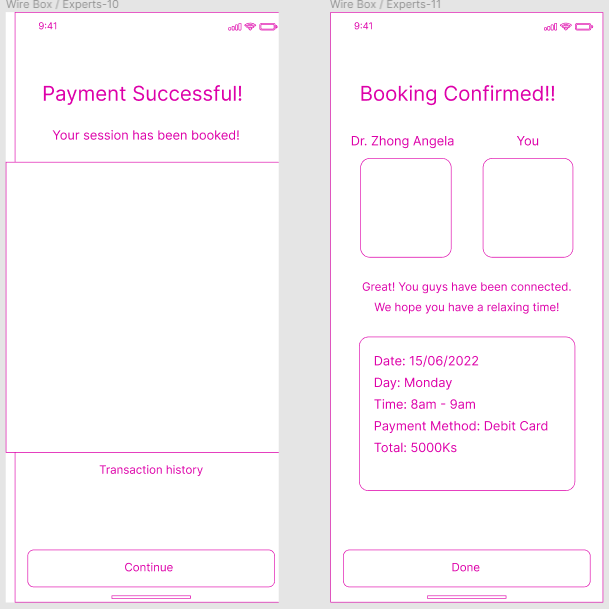 Wire Box / Experts-10
9:41
Payment Successful!
Your session has been booked!
Transaction history
Continue
Wire Box / Experts-11
9:41
Booking Confirmed!!
Dr. Zhong Angela
You
Great! You guys have been connected.
We hope you have a relaxing time!
Date: 15/06/2022
Day: Monday
Time: 8am - 9am
Payment Method: Debit Card
Total: 5000Ks
Done